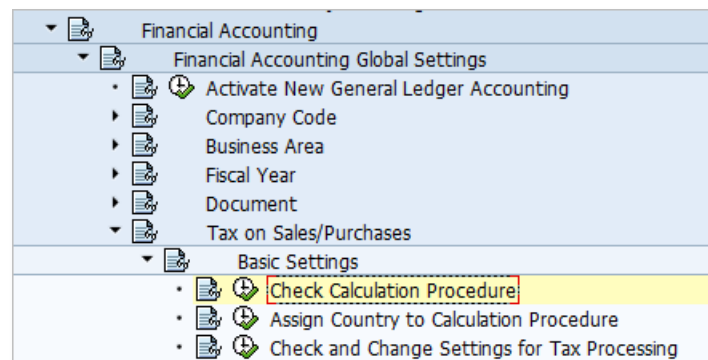 Financial Accounting
Financial Accounting Global Settings
Activate New General Ledger Accounting
Company Code
Business Area
Fiscal Year
Document
Tax on Sales/Purchases
Basic Settings
Check Calculation Procedure
Assign Country to Calculation Procedure
Check and Change Settings for Tax Processing